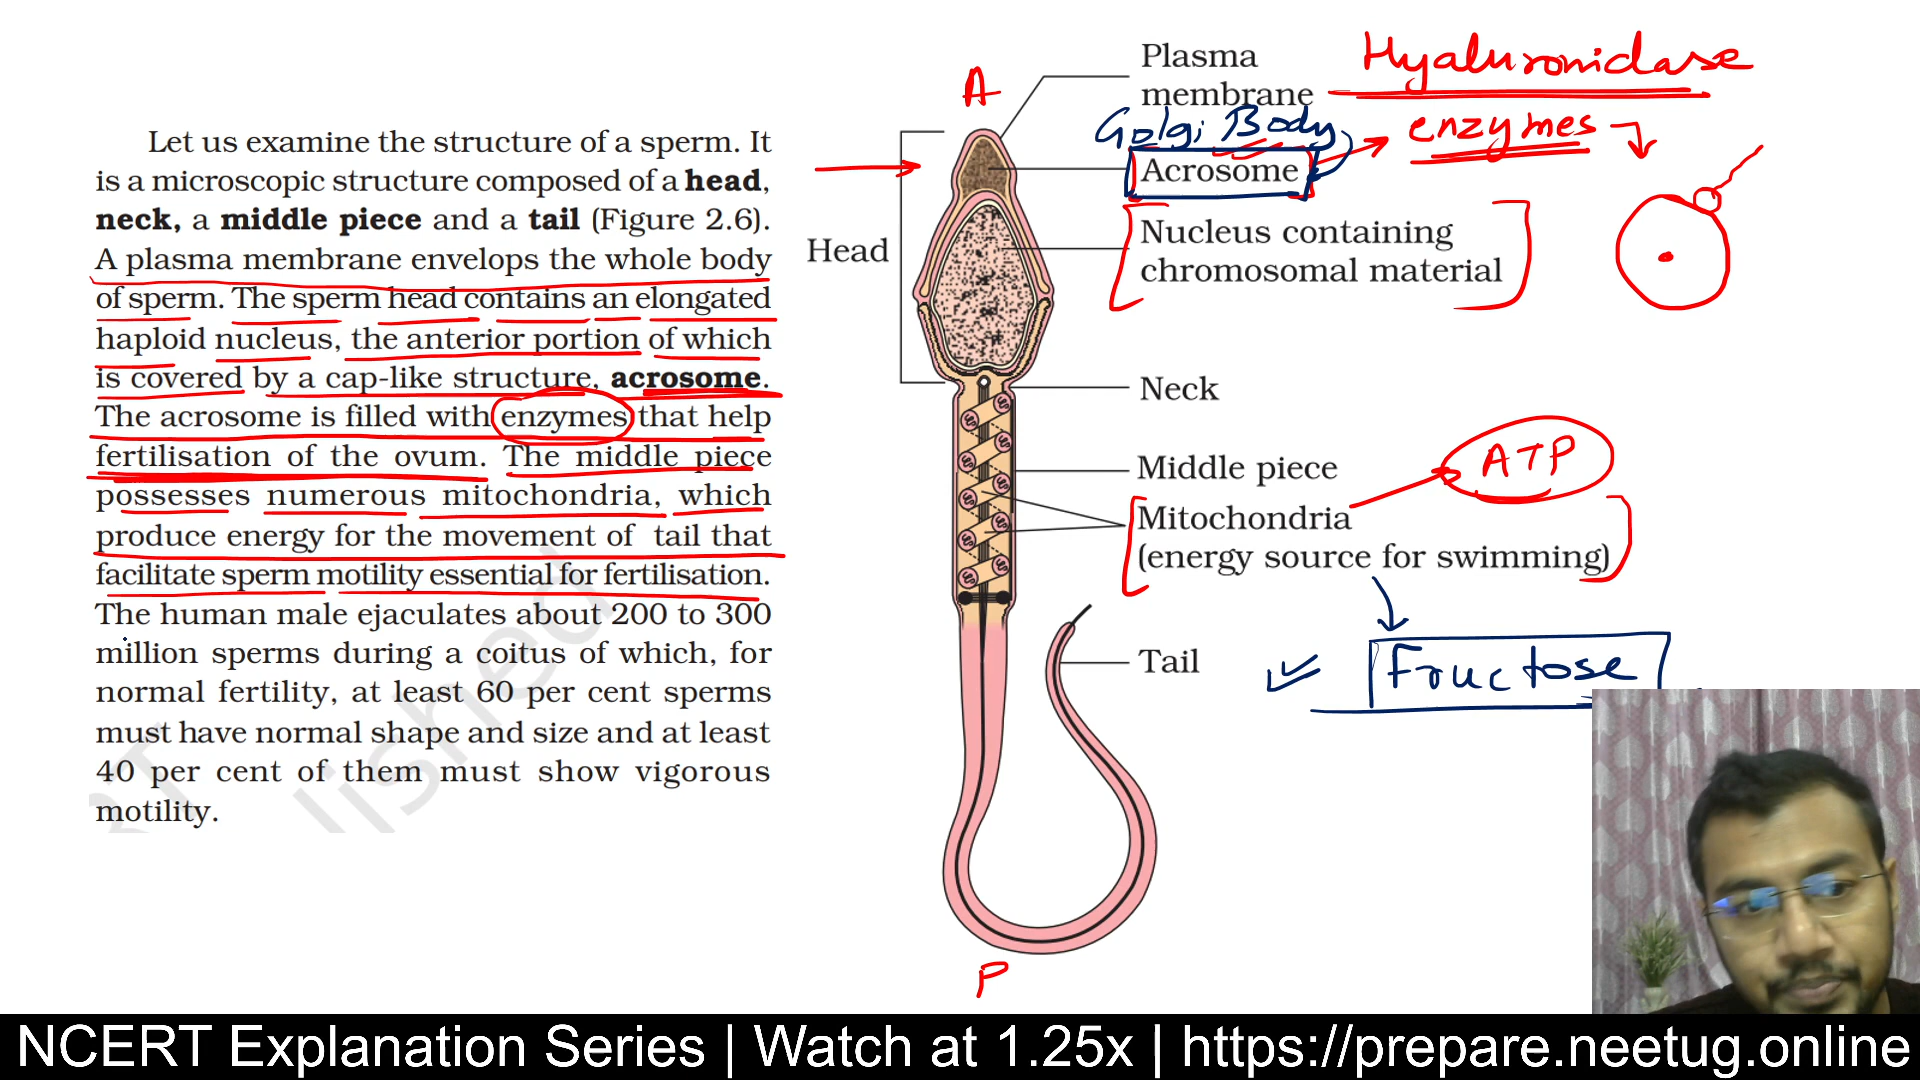 Let us examine the structure of a sperm. It
is a microscopic structure composed of a head,
neck, a middle piece and a tail (Figure 2.6).
A plasma membrane envelops the whole body
of sperm. The sperm head contains an elongated
haploid nucleus, the anterior portion of which
is covered by a cap-like structure, acrosome.
The acrosome is filled with enzymes that help
fertilisation of the ovum. The middle piece
possesses numerous mitochondria, which
produce energy for the movement of tail that
facilitate sperm motility essential for fertilisation.
The human male ejaculates about 200 to 300
million sperms during a coitus of which, for
normal fertility, at least 60 per cent sperms
must have normal shape and size and at least
40 per cent of them must show vigorous
motility.
A
Head
Plasma
membrane
Hyaluronidase
Golgi Body
enzymes
Acrosome
Nucleus containing
chromosomal material
Neck
Middle piece
ATP
Mitochondria
(energy source for swimming)
Tail
Fructose
P
lished
NCERT Explanation Series | Watch at 1.25x | https://prepare.neetug.online